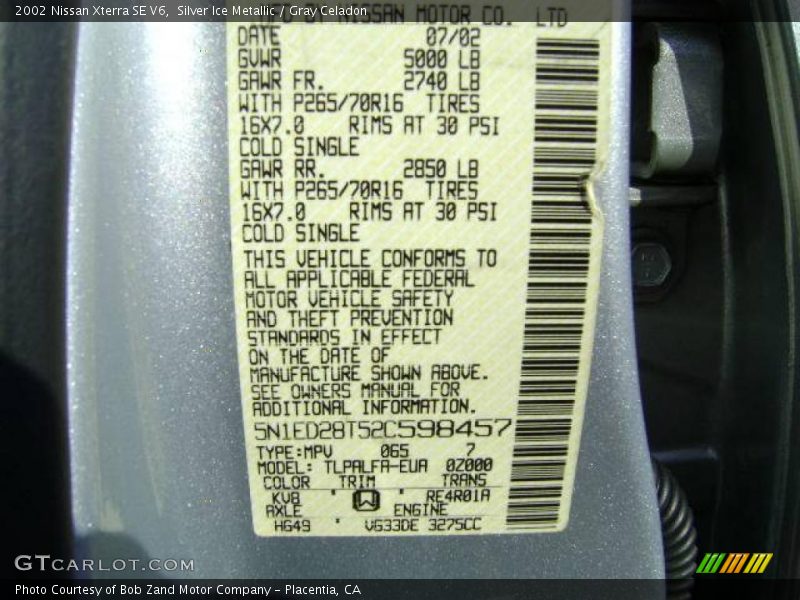 2002 Nissan Xterra SE V6,  Silver Ice Metallic / Gray Celadon
MFD BY NISSAN MOTOR CO. LTD
DATE 07/02
GVWR 5000 LB
GAWR FR. 2740 LB
WITH P265/70R16 TIRES
16X7.0 RIMS AT 30 PSI
COLD SINGLE
GAWR RR. 2850 LB
WITH P265/70R16 TIRES
16X7.0 RIMS AT 30 PSI
COLD SINGLE
THIS VEHICLE CONFORMS TO
ALL APPLICABLE FEDERAL
MOTOR VEHICLE SAFETY
AND THEFT PREVENTION
STANDARDS IN EFFECT
ON THE DATE OF
MANUFACTURE SHOWN ABOVE.
SEE OWNERS MANUAL FOR
ADDITIONAL INFORMATION.
5N1ED28T52C598457
TYPE:MPV 065 7
MODEL: TLPALFA-EUA 0Z000
COLOR TRIM TRANS
KV8 W RE4R01A
AXLE ENGINE
HG49 VG33DE 3275CC
GTCARLOT.COM
Photo Courtesy of Bob Zand Motor Company - Placentia, CA